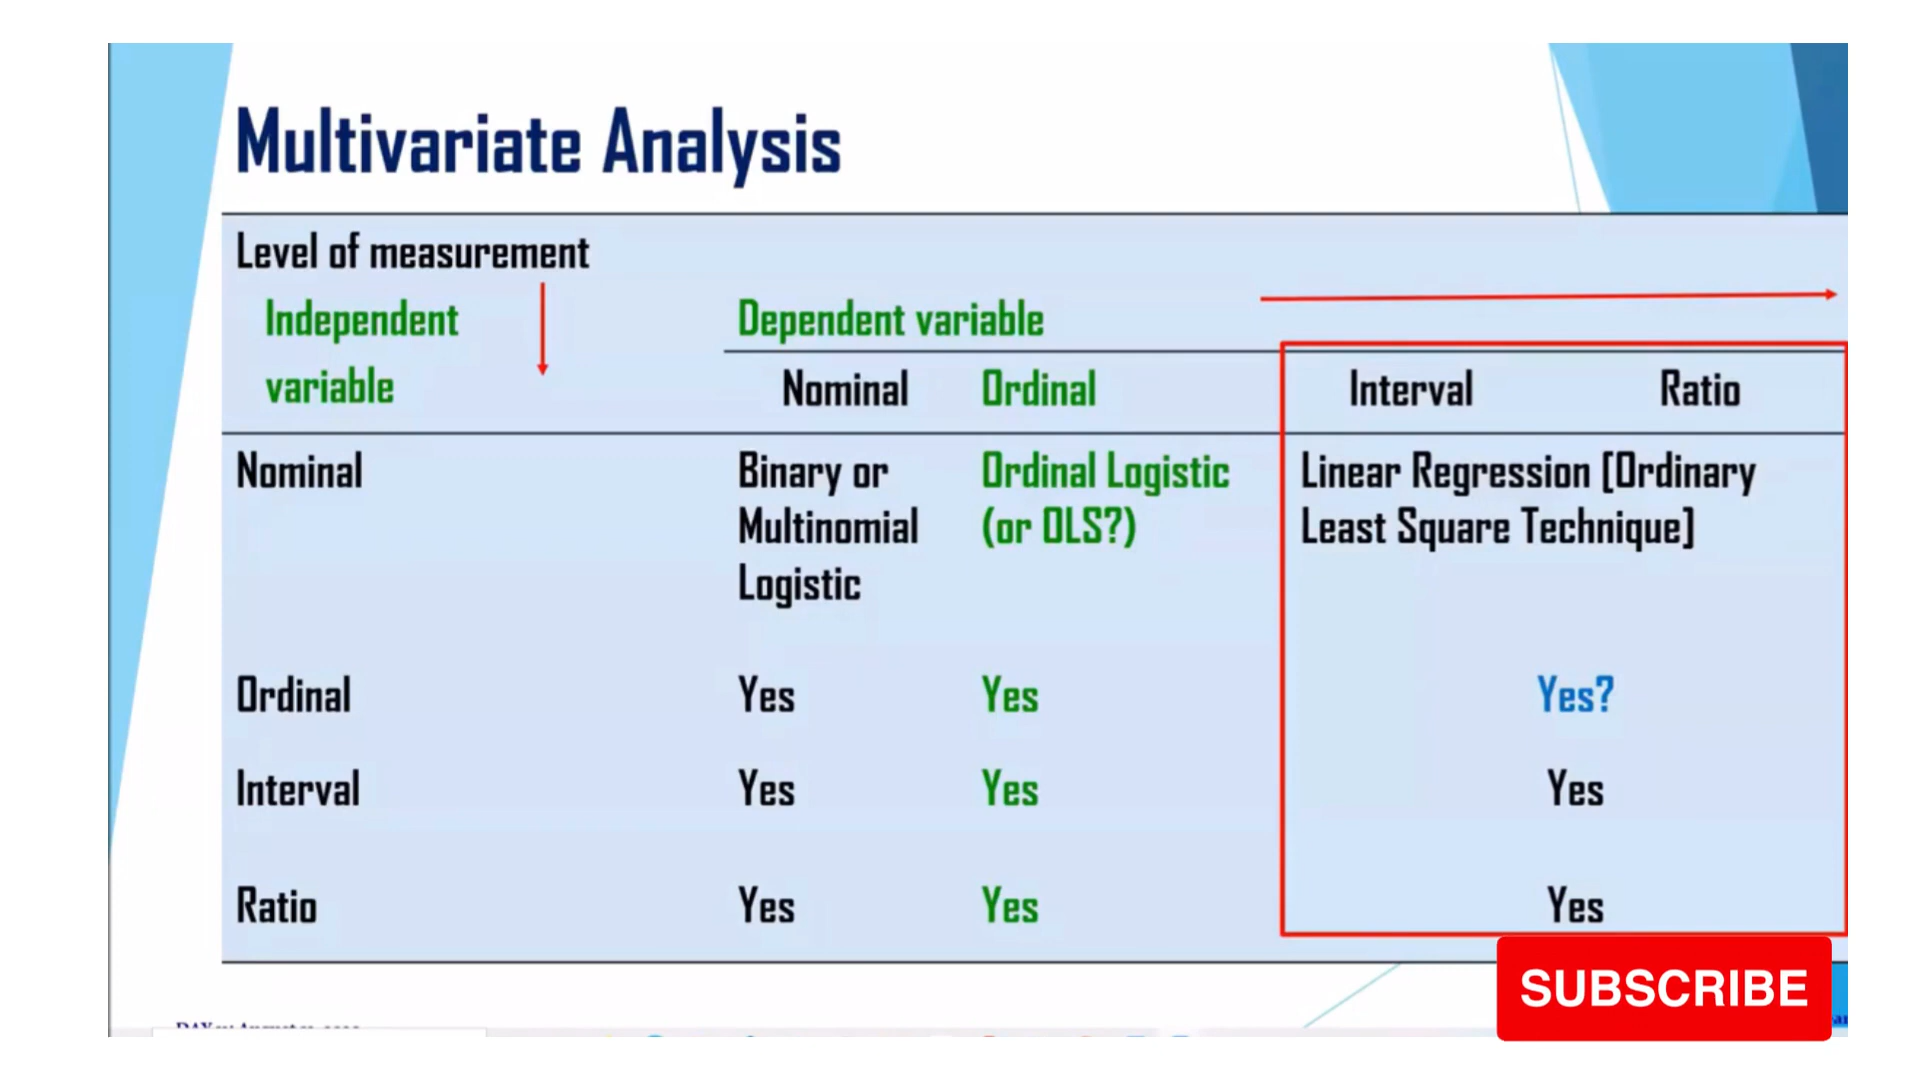 Multivariate Analysis
Level of measurement
Independent
variable
Dependent variable
Nominal Ordinal Interval Ratio
Nominal
Binary or
Multinomial
Logistic
Ordinal Logistic
(or OLS?)
Linear Regression [Ordinary
Least Square Technique]
Ordinal Yes Yes Yes?
Interval Yes Yes Yes
Ratio Yes Yes Yes
SUBSCRIBE